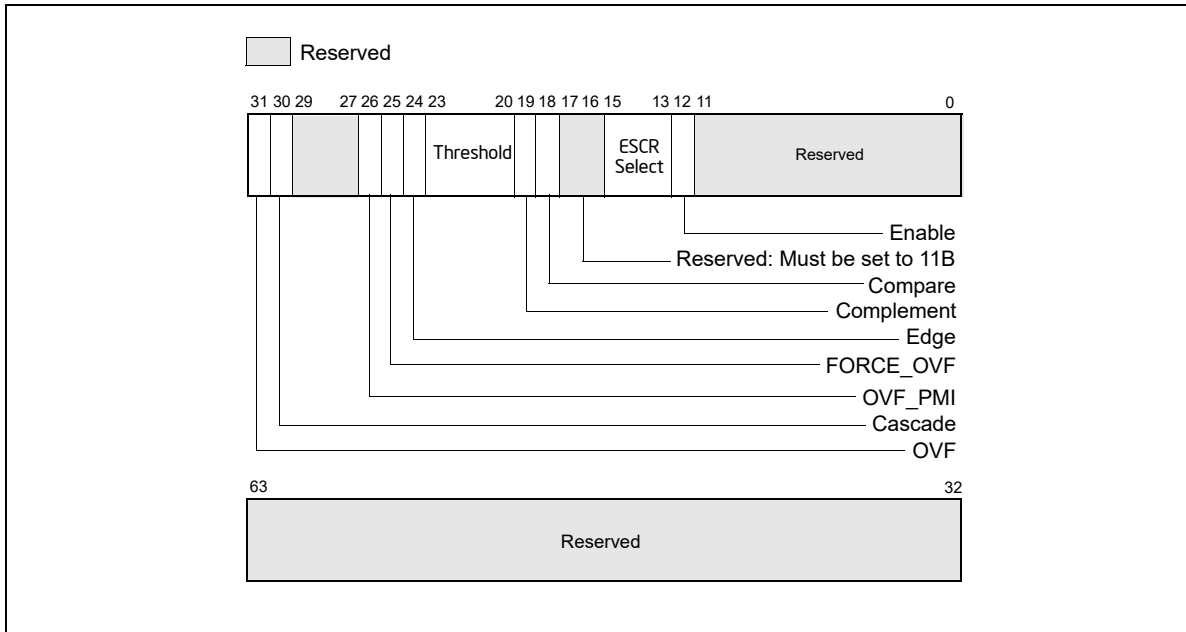 Reserved
31 30 29 27 26 25 24 23 20 19 18 17 16 15 13 12 11 0
Threshold
ESCR
Select
Reserved
Enable
Reserved: Must be set to 11B
Compare
Complement
Edge
FORCE_OVF
OVF_PMI
Cascade
OVF
63 32
Reserved